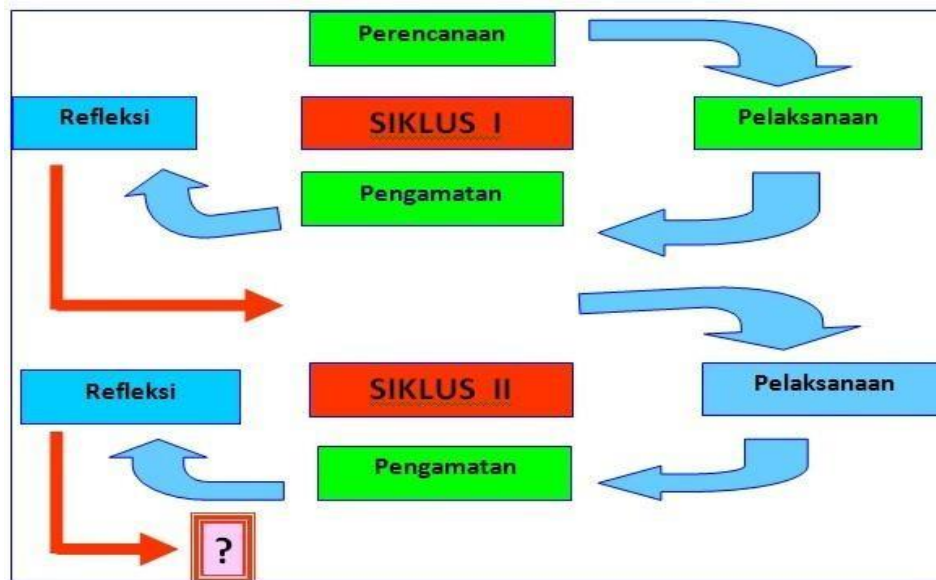 Perencanaan
Refleksi
SIKLUS I
Pelaksanaan
Pengamatan
Refleksi
SIKLUS II
Pelaksanaan
Pengamatan
?